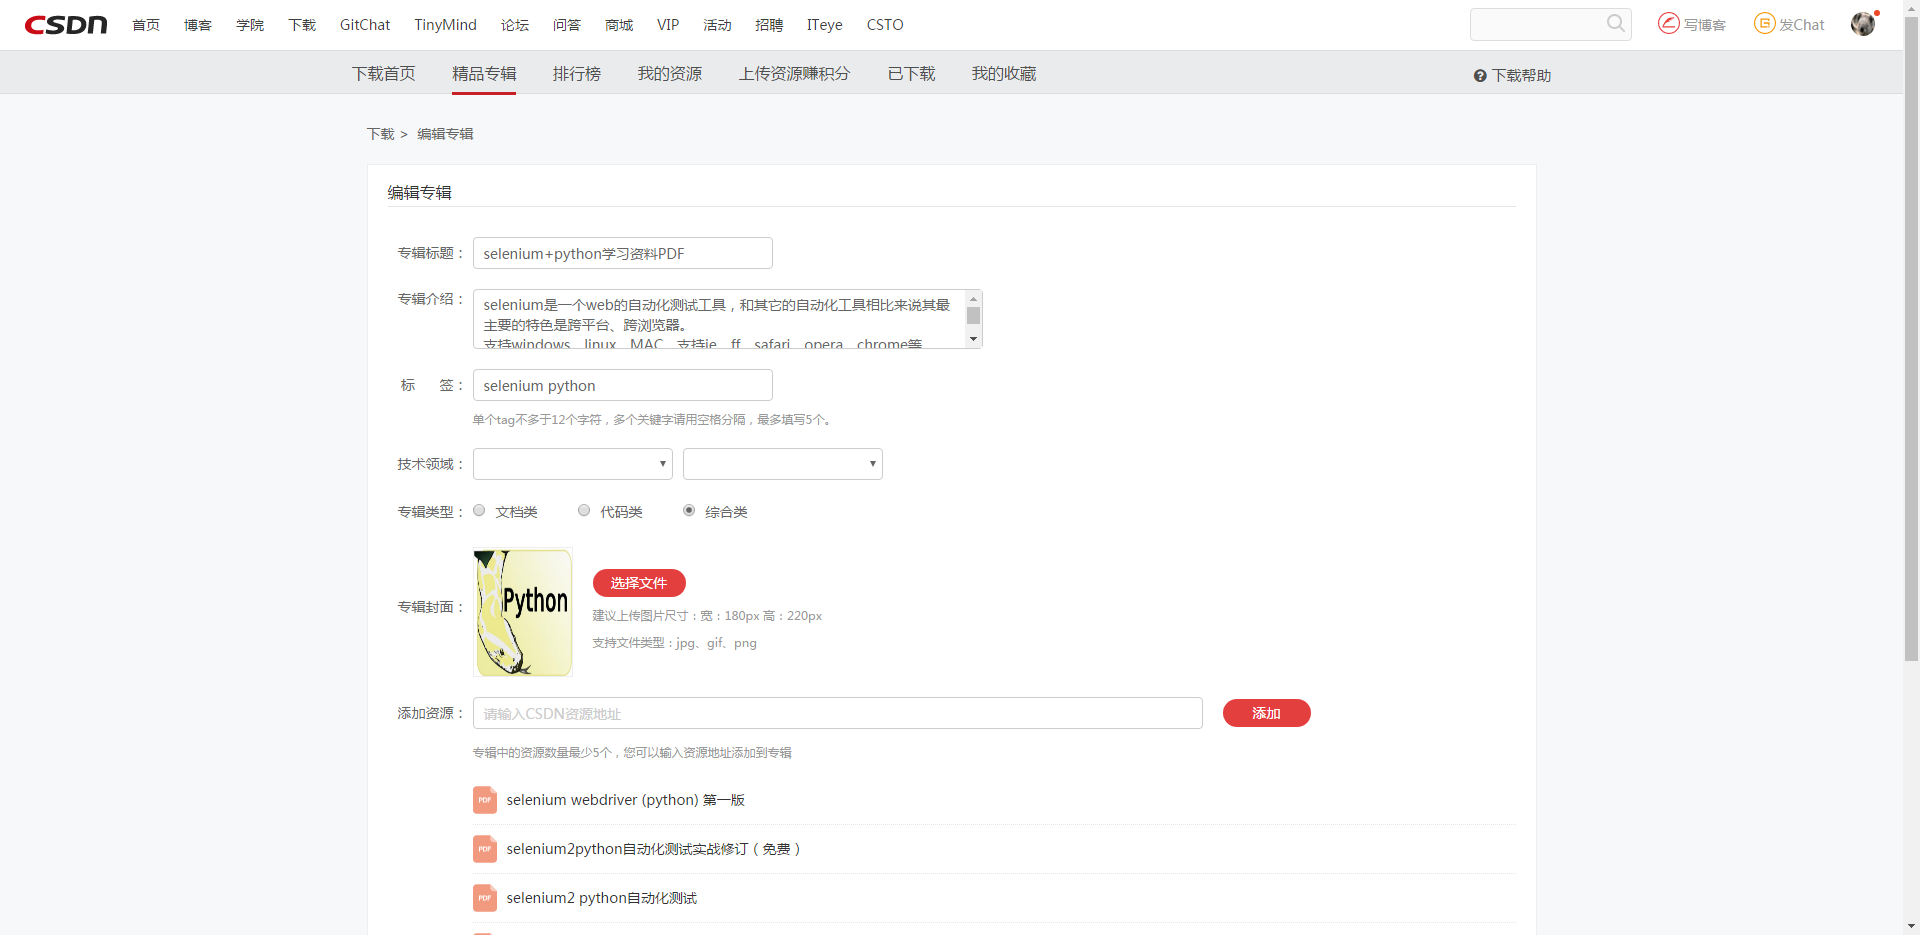 CSDN 首页 博客 学院 下载 GitChat TinyMind 论坛 问答 商城 VIP 活动 招聘 ITeye CSTO 写博客 发Chat
下载首页 精品专辑 排行榜 我的资源 上传资源赚积分 已下载 我的收藏 下载帮助
下载 > 编辑专辑
编辑专辑
专辑标题： selenium+python学习资料PDF
专辑介绍： selenium是一个web的自动化测试工具，和其它的自动化工具相比来说其最
主要的特色是跨平台、跨浏览器。
支持windows、linux、MAC，支持ie、ff、safari、opera、chrome等
标 签： selenium python
单个tag不多于12个字符，多个关键字请用空格分隔，最多填写5个。
技术领域：
专辑类型： 文档类 代码类 综合类
专辑封面： Python 选择文件
建议上传图片尺寸：宽：180px 高：220px
支持文件类型：jpg、gif、png
添加资源： 请输入CSDN资源地址 添加
专辑中的资源数量最少5个，您可以输入资源地址添加到专辑
PDF selenium webdriver (python) 第一版
PDF selenium2python自动化测试实战修订（免费）
PDF selenium2 python自动化测试